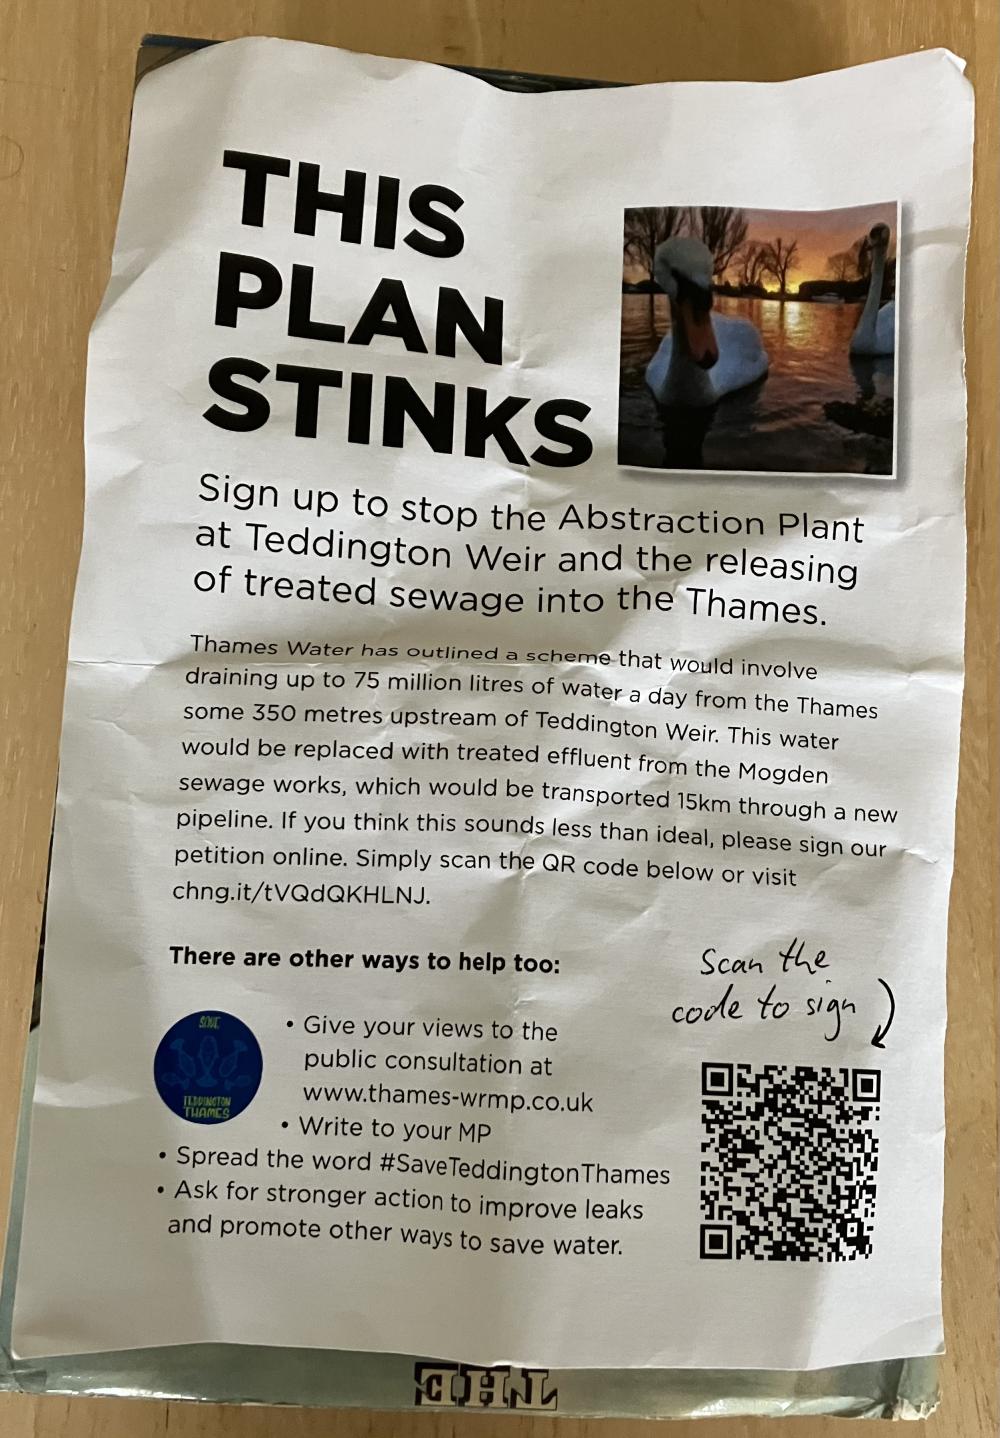 THIS
PLAN
STINKS
Sign up to stop the Abstraction Plant
at Teddington Weir and the releasing
of treated sewage into the Thames.
Thames Water has outlined a scheme that would involve
draining up to 75 million litres of water a day from the Thames
some 350 metres upstream of Teddington Weir. This water
would be replaced with treated effluent from the Mogden
sewage works, which would be transported 15km through a new
pipeline. If you think this sounds less than ideal, please sign our
petition online. Simply scan the QR code below or visit
chng.it/tVQdQKHLNJ.
There are other ways to help too:
Scan the
code to sign
SAVE
TEDDINGTON
THAMES
• Give your views to the
public consultation at
www.thames-wrmp.co.uk
• Write to your MP
• Spread the word #SaveTeddingtonThames
• Ask for stronger action to improve leaks
and promote other ways to save water.
THE